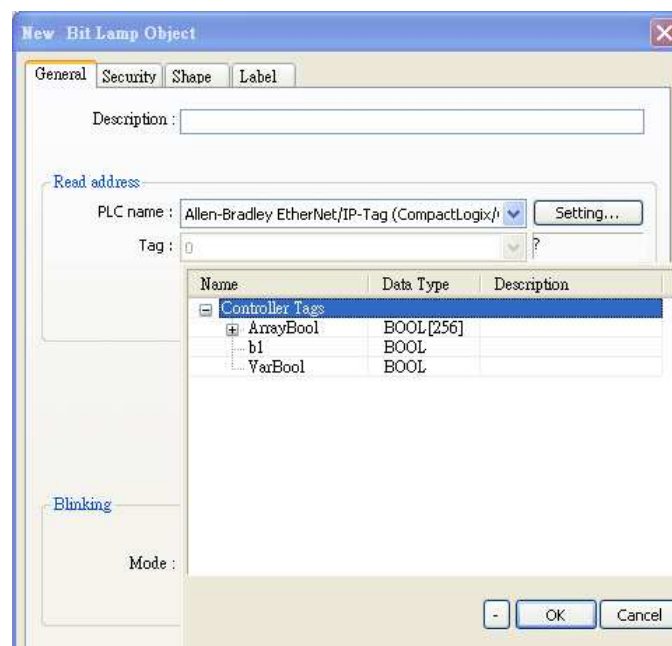 New Bit Lamp Object
General Security Shape Label
Description :
Read address
PLC name : Allen-Bradley EtherNet/IP-Tag (CompactLogix/ Setting...
Tag : 0 ?
Name Data Type Description
Controller Tags
ArrayBool BOOL[256]
b1 BOOL
VarBool BOOL
Blinking
Mode :
- OK Cancel